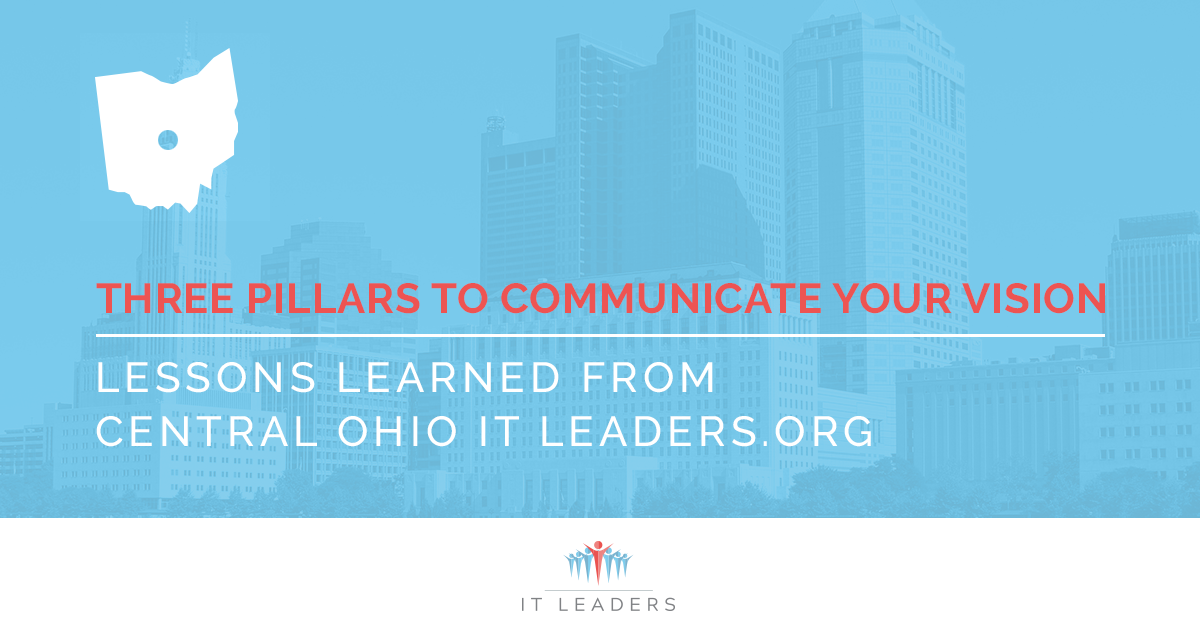 THREE PILLARS TO COMMUNICATE YOUR VISION
LESSONS LEARNED FROM
CENTRAL OHIO IT LEADERS.ORG
IT LEADERS